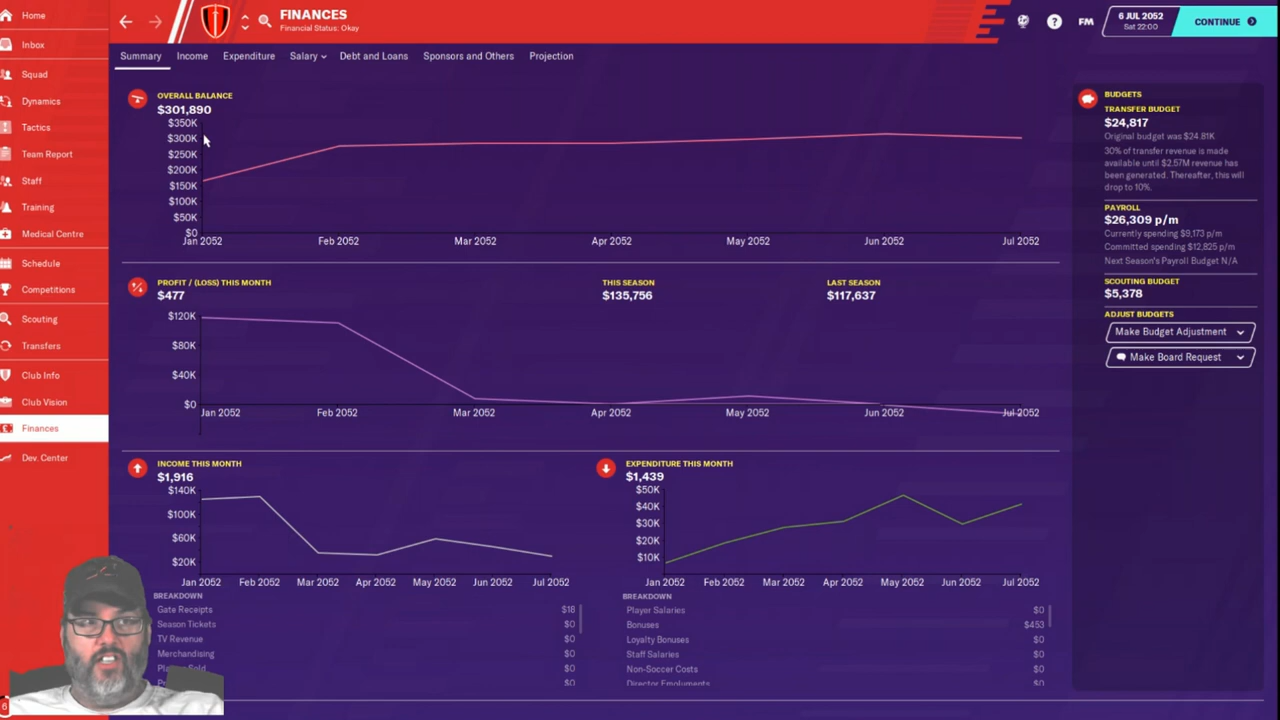 Home
Inbox
Squad
Dynamics
Tactics
Team Report
Staff
Training
Medical Centre
Schedule
Competitions
Scouting
Transfers
Club Info
Club Vision
Finances
Dev. Center
6
FINANCES
Financial Status: Okay
?
FM
6 JUL 2052
Sat 22:00
CONTINUE
Summary
Income
Expenditure
Salary
Debt and Loans
Sponsors and Others
Projection
OVERALL BALANCE
$301,890
$350K
$300K
$250K
$200K
$150K
$100K
$50K
$0
Jan 2052 Feb 2052 Mar 2052 Apr 2052 May 2052 Jun 2052 Jul 2052
PROFIT / (LOSS) THIS MONTH
$477
THIS SEASON
$135,756
LAST SEASON
$117,637
$120K
$80K
$40K
$0
Jan 2052 Feb 2052 Mar 2052 Apr 2052 May 2052 Jun 2052 Jul 2052
INCOME THIS MONTH
$1,916
$140K
$100K
$60K
$20K
Jan 2052 Feb 2052 Mar 2052 Apr 2052 May 2052 Jun 2052 Jul 2052
BREAKDOWN
Gate Receipts $18
Season Tickets $0
TV Revenue $0
Merchandising $0
Sold $0
$0
EXPENDITURE THIS MONTH
$1,439
$50K
$40K
$30K
$20K
$10K
Jan 2052 Feb 2052 Mar 2052 Apr 2052 May 2052 Jun 2052 Jul 2052
BREAKDOWN
Player Salaries $0
Bonuses $453
Loyalty Bonuses $0
Staff Salaries $0
Non-Soccer Costs $0
Director Emoluments $0
BUDGETS
TRANSFER BUDGET
$24,817
Original budget was $24.81K
30% of transfer revenue is made
available until $2.57M revenue has
been generated. Thereafter, this will
drop to 10%.
PAYROLL
$26,309 p/m
Currently spending $9,173 p/m
Committed spending $12,825 p/m
Next Season's Payroll Budget N/A
SCOUTING BUDGET
$5,378
ADJUST BUDGETS
Make Budget Adjustment
Make Board Request